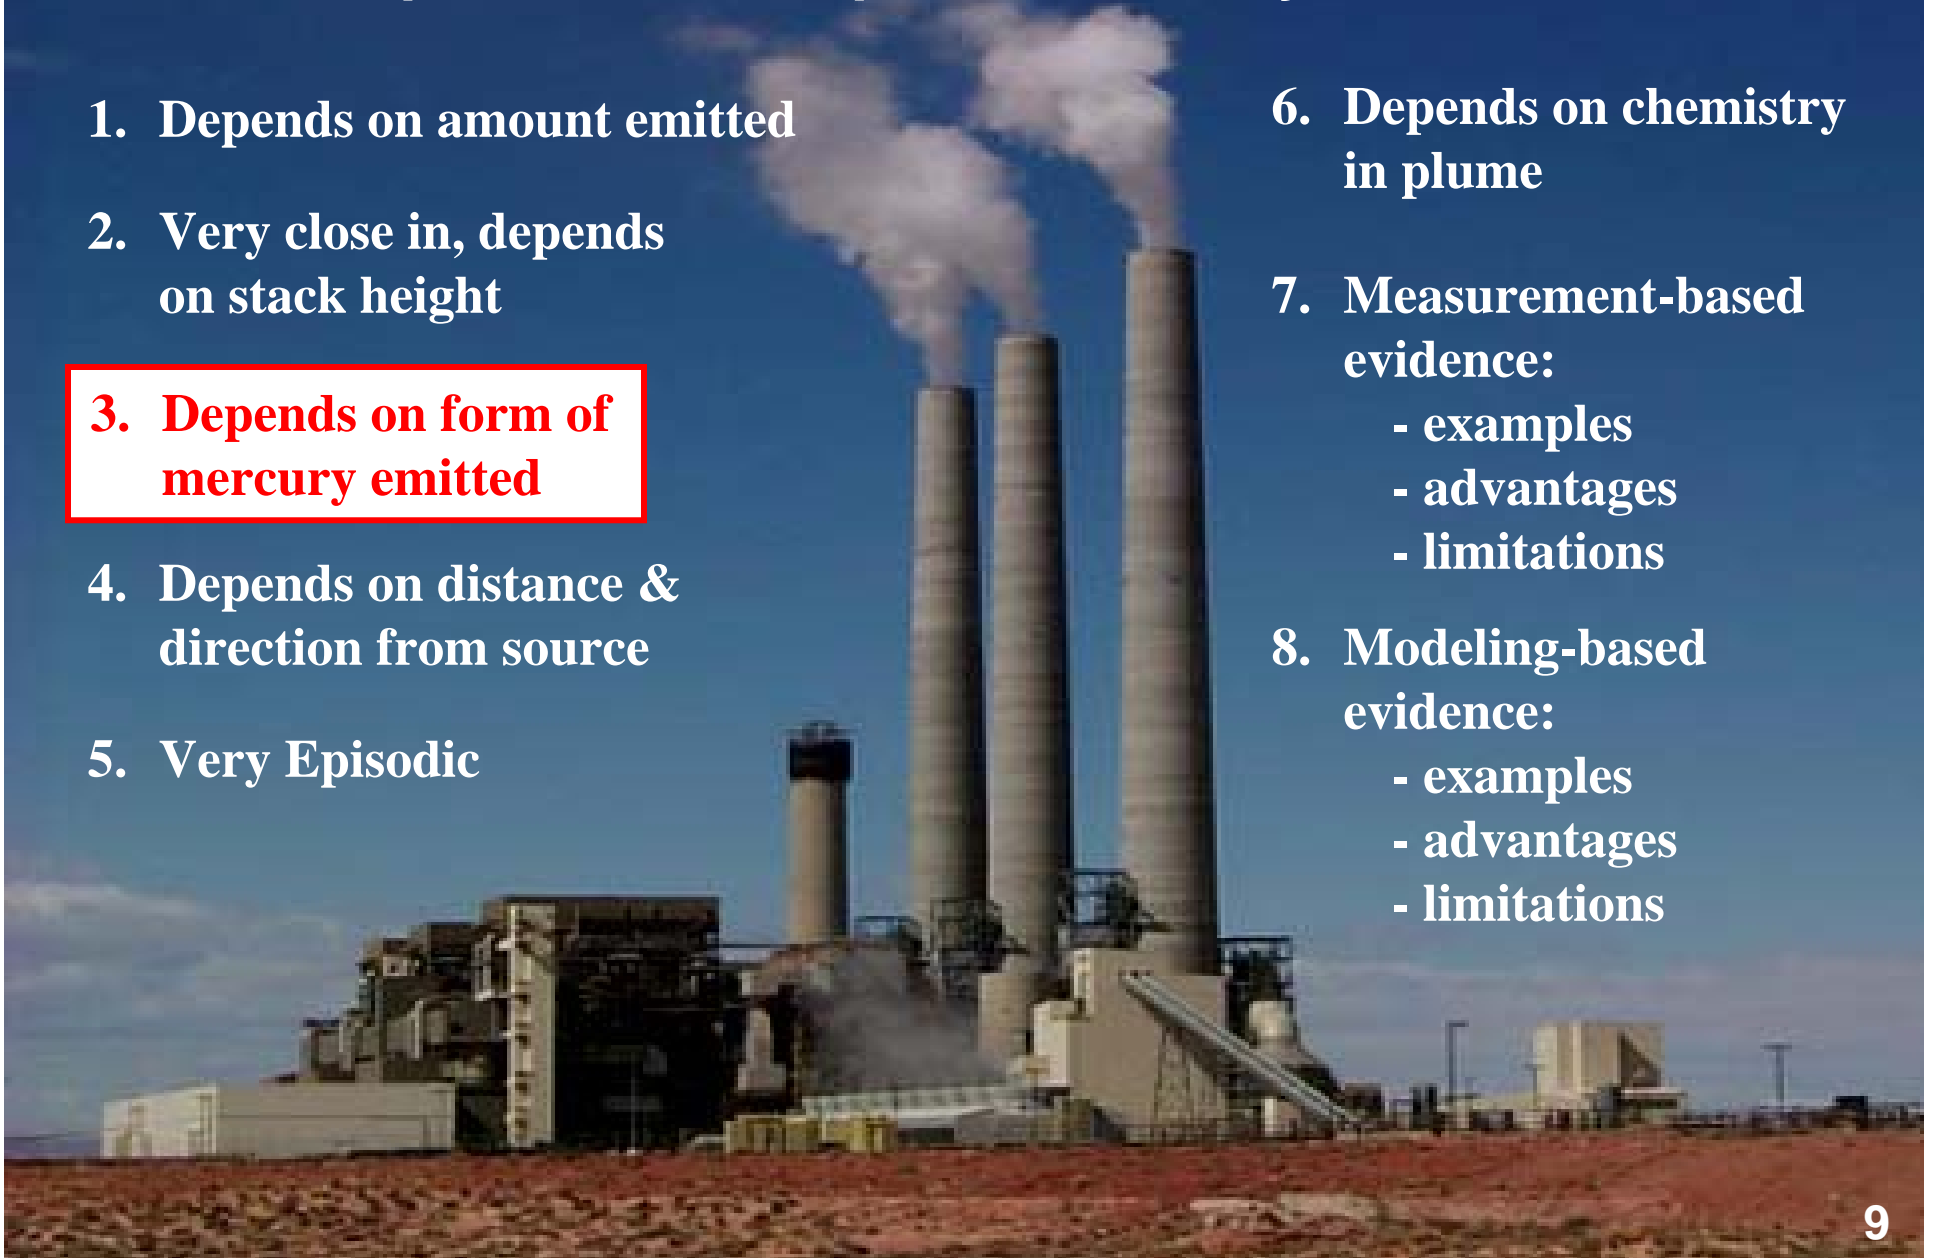 1. Depends on amount emitted
2. Very close in, depends
on stack height
3. Depends on form of
mercury emitted
4. Depends on distance &
direction from source
5. Very Episodic
6. Depends on chemistry
in plume
7. Measurement-based
evidence:
- examples
- advantages
- limitations
8. Modeling-based
evidence:
- examples
- advantages
- limitations
9